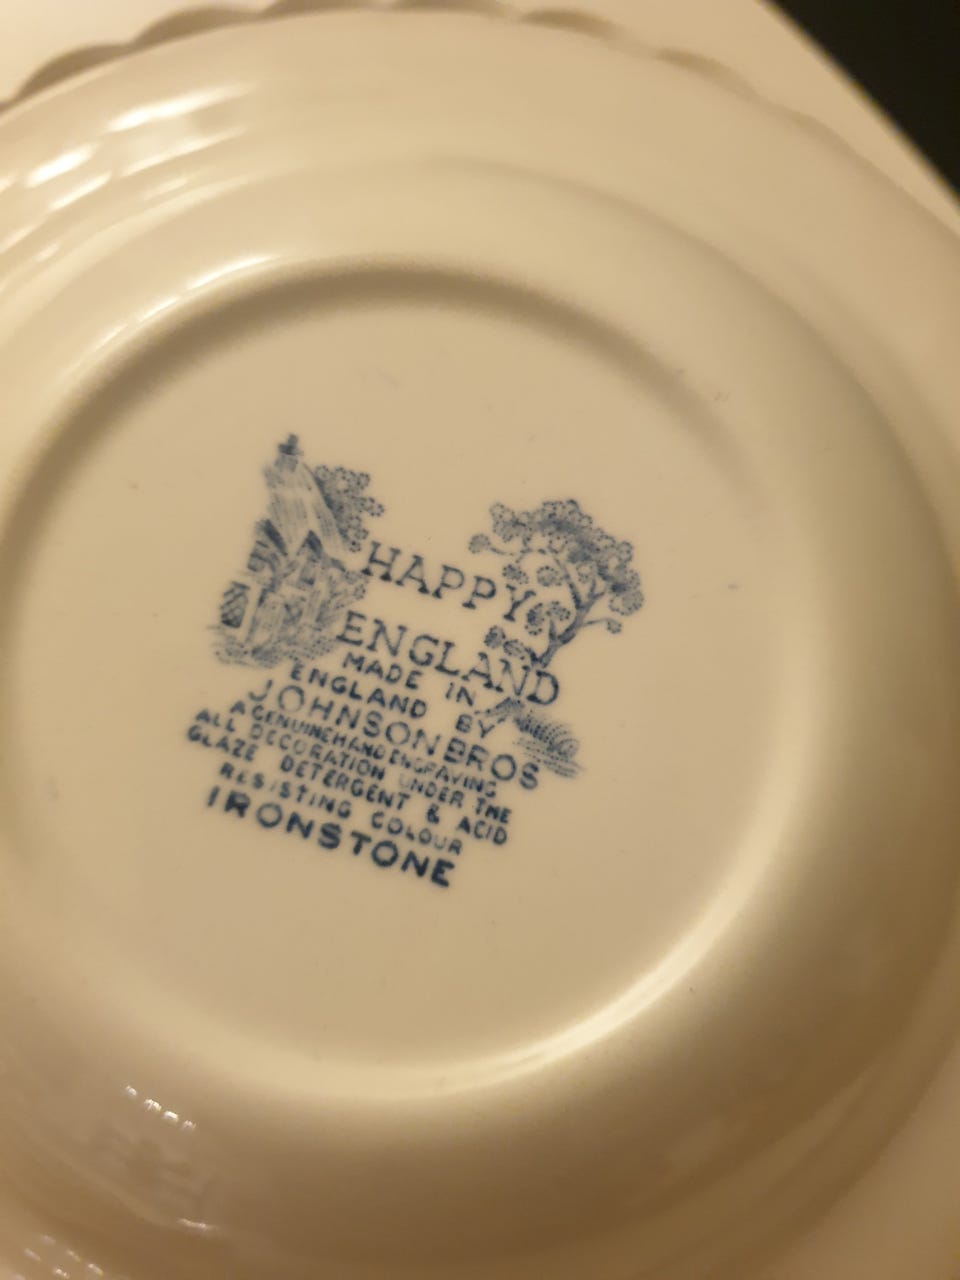 HAPPY
ENGLAND
MADE IN
ENGLAND BY
JOHNSON BROS
A GENUINE HAND ENGRAVING
ALL DECORATION UNDER THE
GLAZE DETERGENT & ACID
RESISTING COLOUR
IRONSTONE